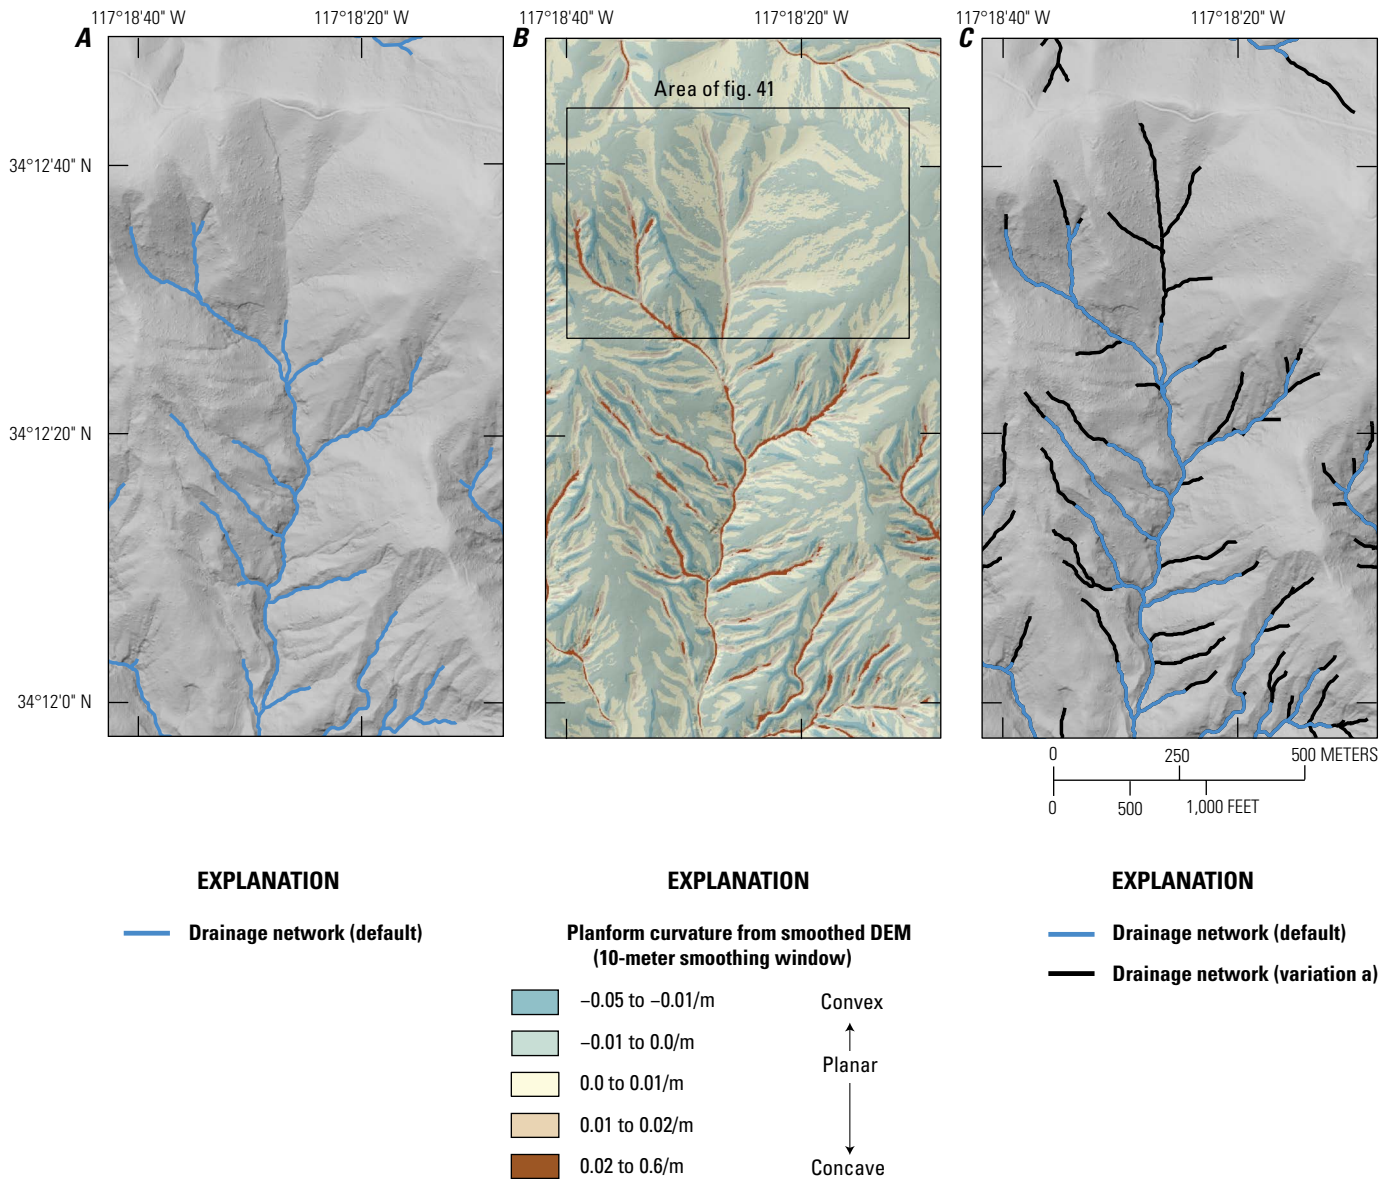 117°18'40" W
117°18'20" W
117°18'40" W
117°18'20" W
117°18'40" W
117°18'20" W
A
B
C
Area of fig. 41
34°12'40" N
34°12'20" N
34°12'0" N
0
250
500 METERS
0
500
1,000 FEET
EXPLANATION
Drainage network (default)
EXPLANATION
Planform curvature from smoothed DEM
(10-meter smoothing window)
−0.05 to −0.01/m
−0.01 to 0.0/m
0.0 to 0.01/m
0.01 to 0.02/m
0.02 to 0.6/m
Convex
Planar
Concave
EXPLANATION
Drainage network (default)
Drainage network (variation a)